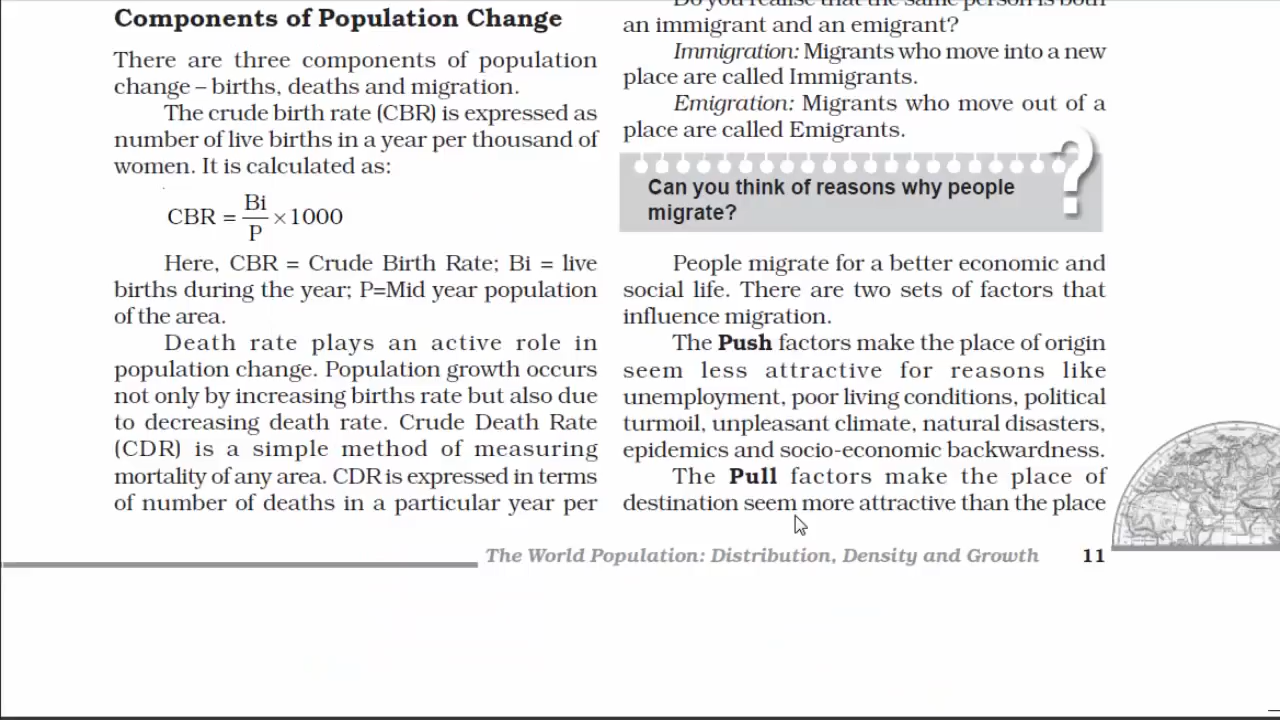 Components of Population Change
There are three components of population
change – births, deaths and migration.
The crude birth rate (CBR) is expressed as
number of live births in a year per thousand of
women. It is calculated as:
CBR = Bi/P ×1000
Here, CBR = Crude Birth Rate; Bi = live
births during the year; P=Mid year population
of the area.
Death rate plays an active role in
population change. Population growth occurs
not only by increasing births rate but also due
to decreasing death rate. Crude Death Rate
(CDR) is a simple method of measuring
mortality of any area. CDR is expressed in terms
of number of deaths in a particular year per
Do you realise that the same person is both
an immigrant and an emigrant?
Immigration: Migrants who move into a new
place are called Immigrants.
Emigration: Migrants who move out of a
place are called Emigrants.
?
Can you think of reasons why people
migrate?
People migrate for a better economic and
social life. There are two sets of factors that
influence migration.
The Push factors make the place of origin
seem less attractive for reasons like
unemployment, poor living conditions, political
turmoil, unpleasant climate, natural disasters,
epidemics and socio-economic backwardness.
The Pull factors make the place of
destination seem more attractive than the place
The World Population: Distribution, Density and Growth 11